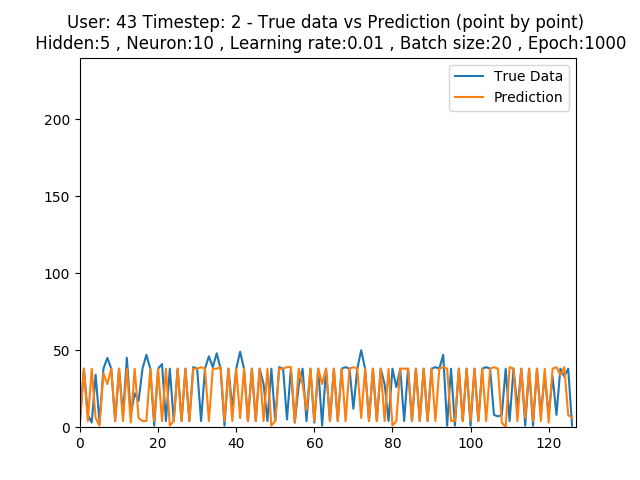 User: 43 Timestep: 2 - True data vs Prediction (point by point)
Hidden:5 , Neuron:10 , Learning rate:0.01 , Batch size:20 , Epoch:1000
True Data
Prediction
200
150
100
50
0
0 20 40 60 80 100 120